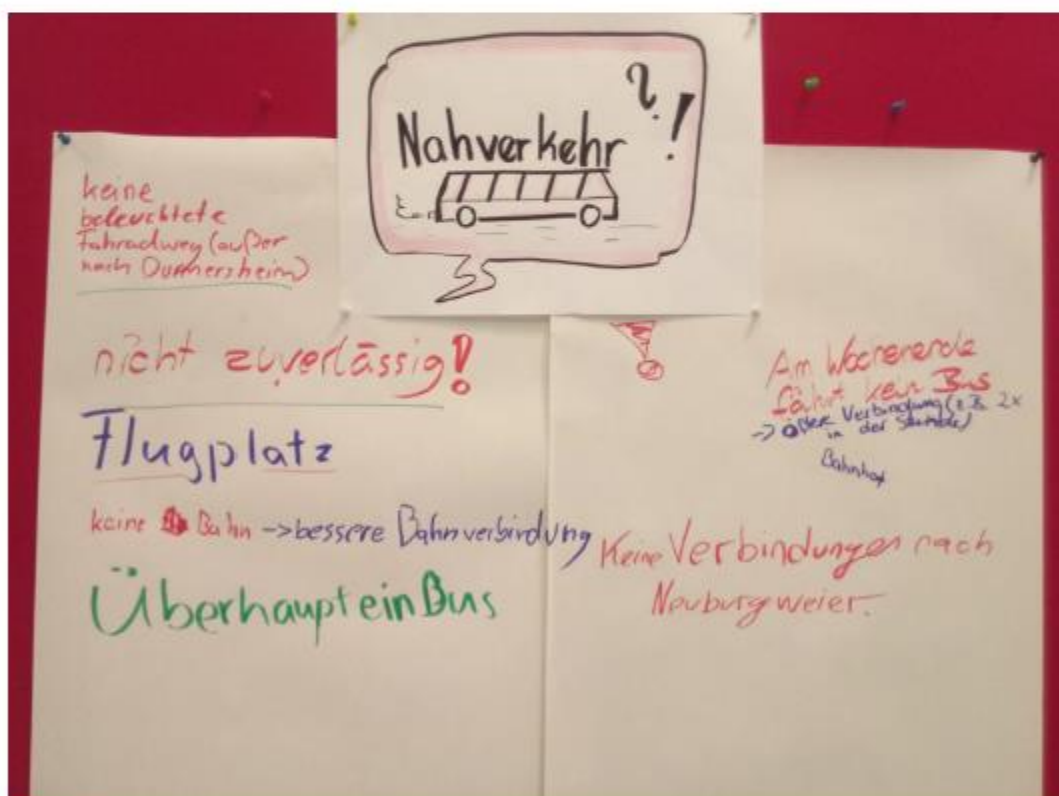 Nahverkehr ? !
keine
beleuchtete
Fahradweg (außer
nach Durmersheim)
nicht zuverlässig!
Flugplatz
keine Bahn -> bessere Bahnverbindung
Überhaupt ein Bus
Am Wochenende
fährt kein Bus
-> öfter Verbindung (z.B. 2x
in der Stunde)
Bahnhof
Keine Verbindungen nach
Neuburgweier.